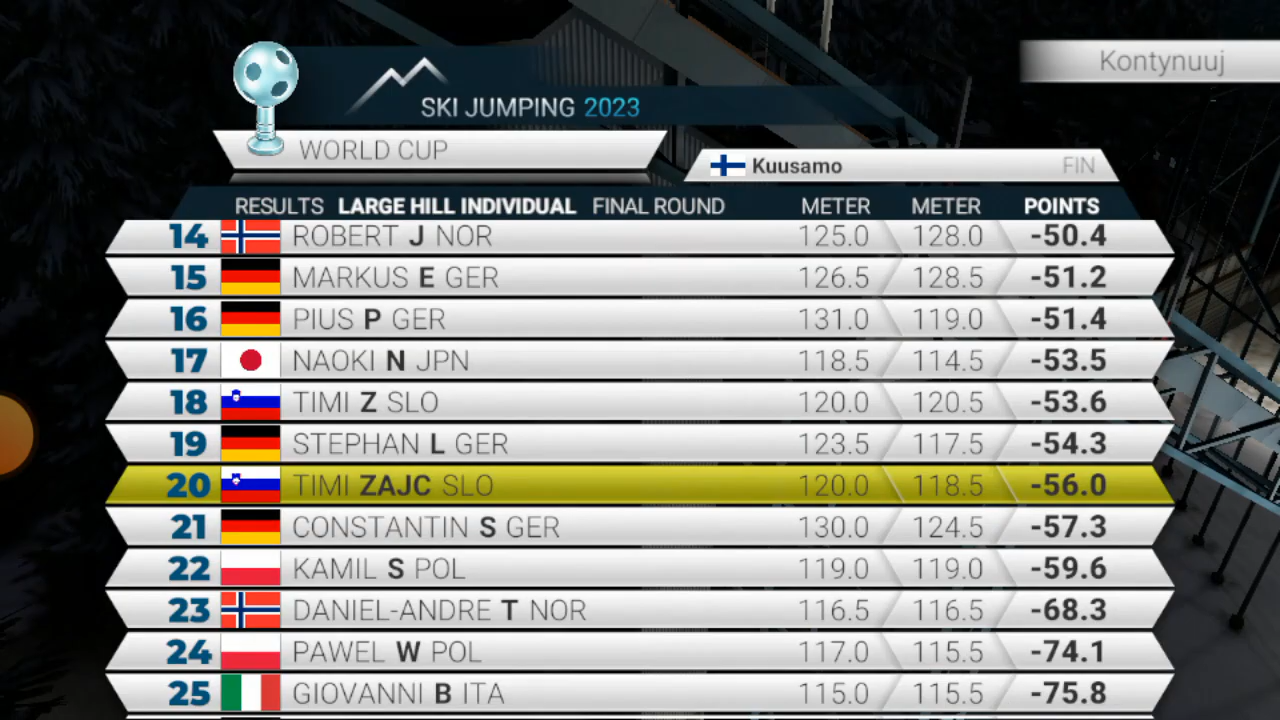 Kontynuuj
SKI JUMPING 2023
WORLD CUP
Kuusamo FIN
RESULTS LARGE HILL INDIVIDUAL FINAL ROUND METER METER POINTS
14 ROBERT J NOR 125.0 128.0 -50.4
15 MARKUS E GER 126.5 128.5 -51.2
16 PIUS P GER 131.0 119.0 -51.4
17 NAOKI N JPN 118.5 114.5 -53.5
18 TIMI Z SLO 120.0 120.5 -53.6
19 STEPHAN L GER 123.5 117.5 -54.3
20 TIMI ZAJC SLO 120.0 118.5 -56.0
21 CONSTANTIN S GER 130.0 124.5 -57.3
22 KAMIL S POL 119.0 119.0 -59.6
23 DANIEL-ANDRE T NOR 116.5 116.5 -68.3
24 PAWEL W POL 117.0 115.5 -74.1
25 GIOVANNI B ITA 115.0 115.5 -75.8